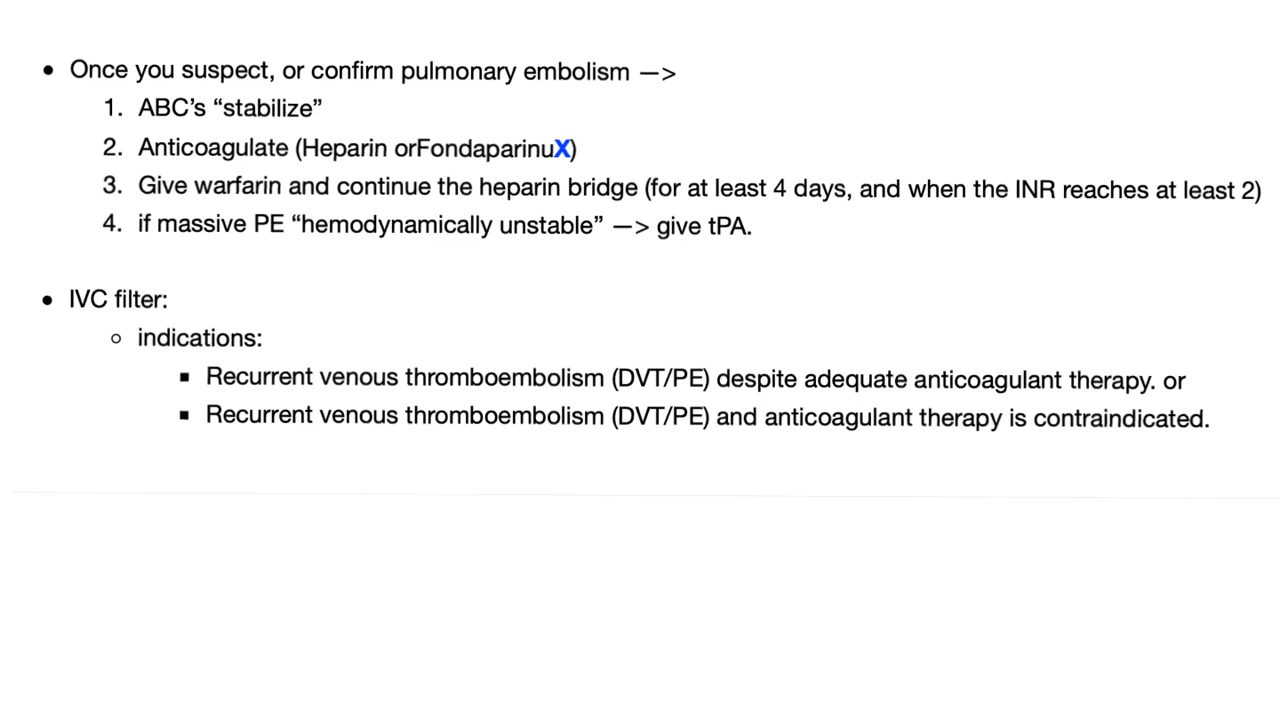 • Once you suspect, or confirm pulmonary embolism —>
1. ABC’s “stabilize”
2. Anticoagulate (Heparin orFondaparinuX)
3. Give warfarin and continue the heparin bridge (for at least 4 days, and when the INR reaches at least 2)
4. if massive PE “hemodynamically unstable” —> give tPA.
• IVC filter:
○ indications:
▪ Recurrent venous thromboembolism (DVT/PE) despite adequate anticoagulant therapy. or
▪ Recurrent venous thromboembolism (DVT/PE) and anticoagulant therapy is contraindicated.